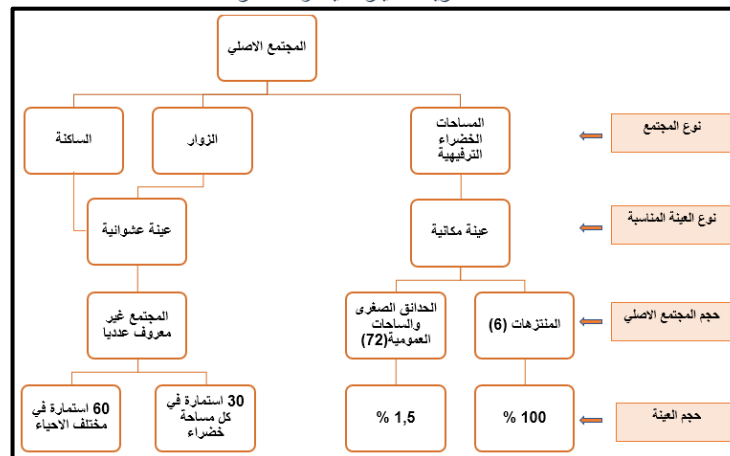 المجتمع الاصلي
نوع المجتمع
المساحات
الخضراء
الترفيهية
الزوار
الساكنة
نوع العينة المناسبة
عينة مكانية
عينة عشوائية
حجم المجتمع الاصلي
المنتزهات (6)
الحدائق الصغرى
والساحات
العمومية(72)
المجتمع غير
معروف عدديا
حجم العينة
100 %
1,5 %
30 استمارة في
كل مساحة
خضراء
60 استمارة في
مختلف الاحياء